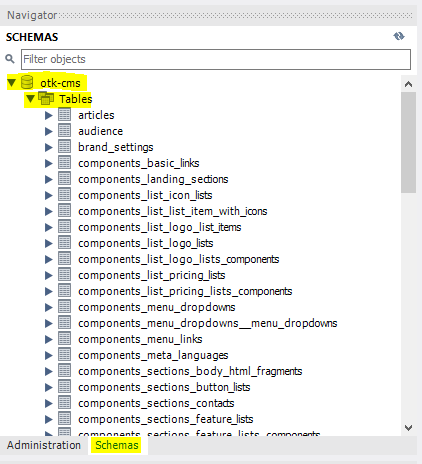 Navigator
SCHEMAS
Filter objects
otk-cms
Tables
articles
audience
brand_settings
components_basic_links
components_landing_sections
components_list_icon_lists
components_list_list_item_with_icons
components_list_logo_list_items
components_list_logo_lists
components_list_logo_lists_components
components_list_pricing_lists
components_list_pricing_lists_components
components_menu_dropdowns
components_menu_dropdowns__menu_dropdowns
components_menu_links
components_meta_languages
components_sections_body_html_fragments
components_sections_button_lists
components_sections_contacts
components_sections_feature_lists
components_sections_feature_lists_components
Administration Schemas